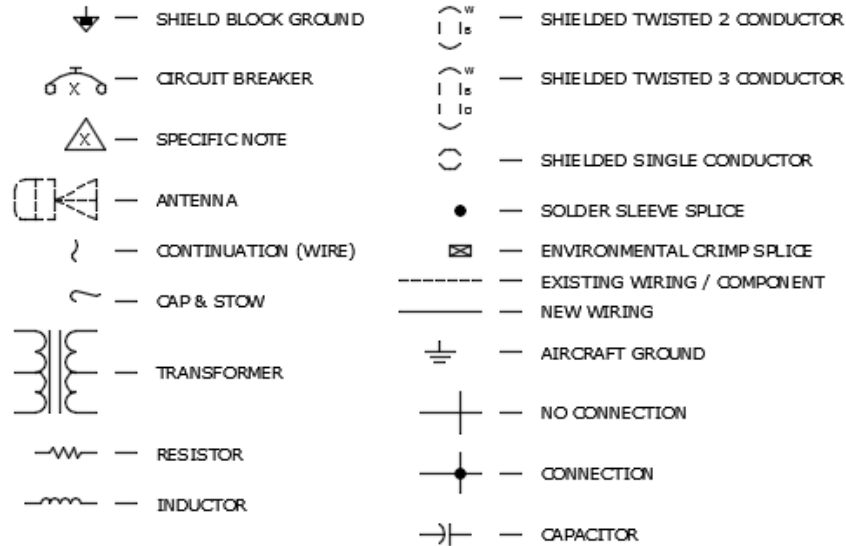 SHIELD BLOCK GROUND
X
CIRCUIT BREAKER
X
SPECIFIC NOTE
ANTENNA
CONTINUATION (WIRE)
CAP & STOW
TRANSFORMER
RESISTOR
INDUCTOR
W
B
SHIELDED TWISTED 2 CONDUCTOR
W
B
O
SHIELDED TWISTED 3 CONDUCTOR
SHIELDED SINGLE CONDUCTOR
SOLDER SLEEVE SPLICE
ENVIRONMENTAL CRIMP SPLICE
EXISTING WIRING / COMPONENT
NEW WIRING
AIRCRAFT GROUND
NO CONNECTION
CONNECTION
CAPACITOR